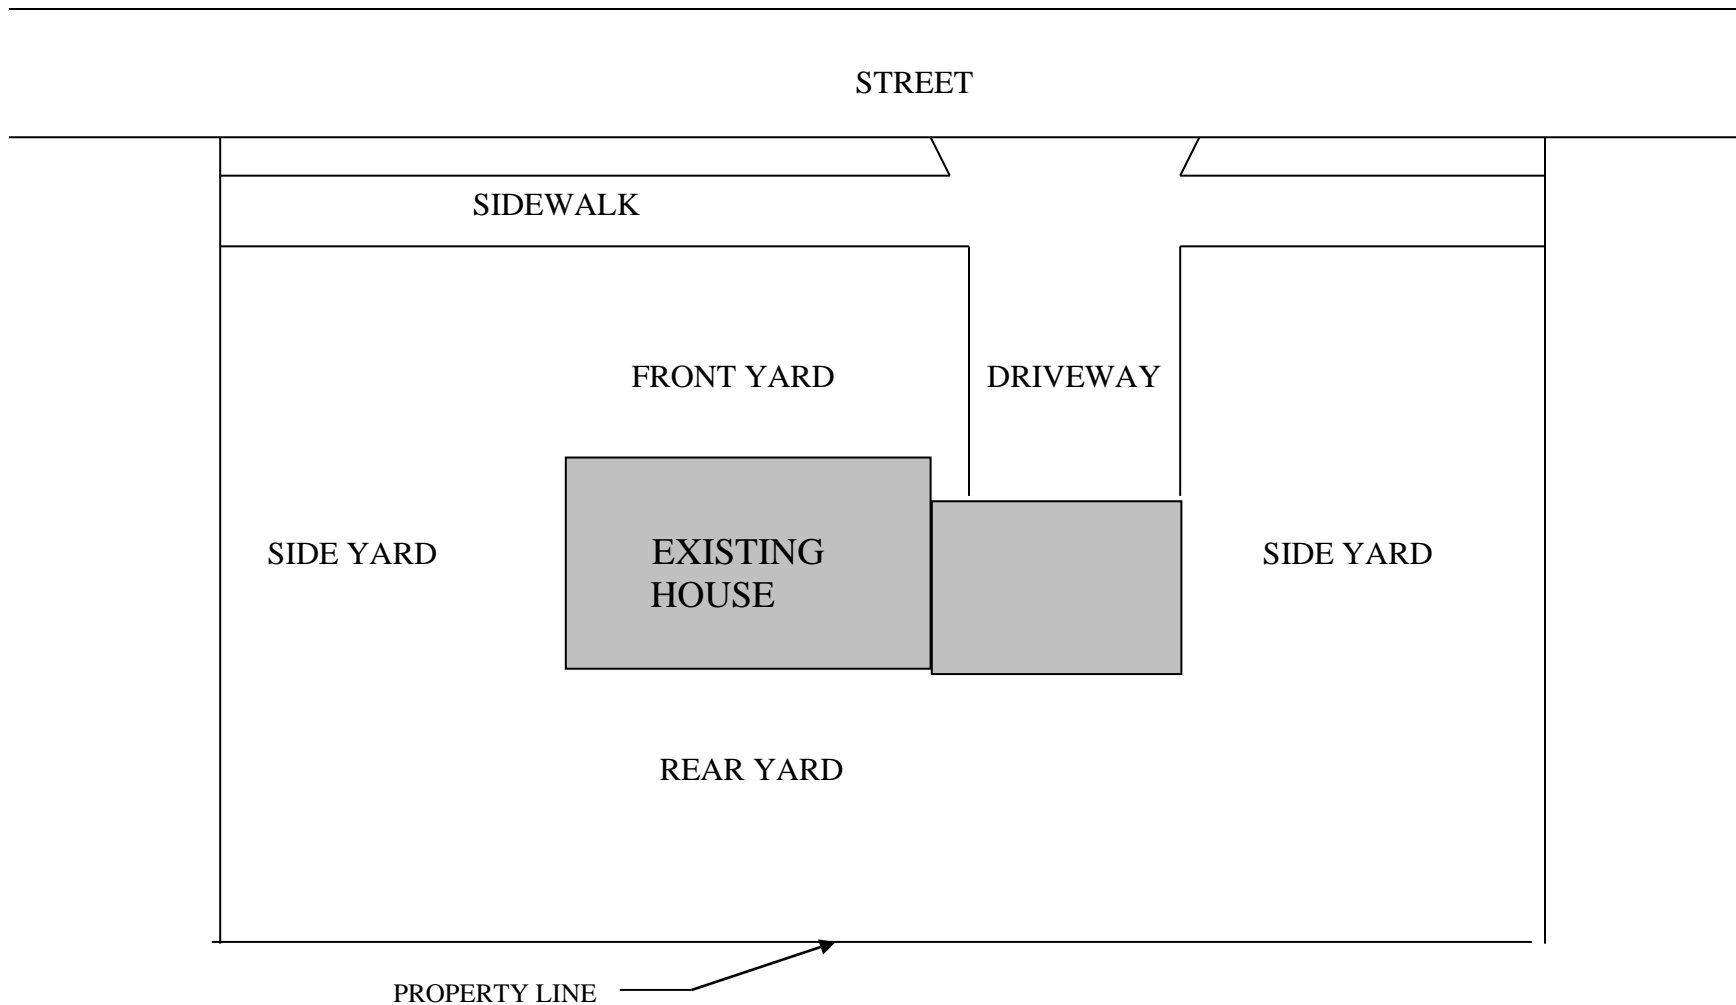 STREET
SIDEWALK
FRONT YARD
DRIVEWAY
SIDE YARD
EXISTING
HOUSE
SIDE YARD
REAR YARD
PROPERTY LINE